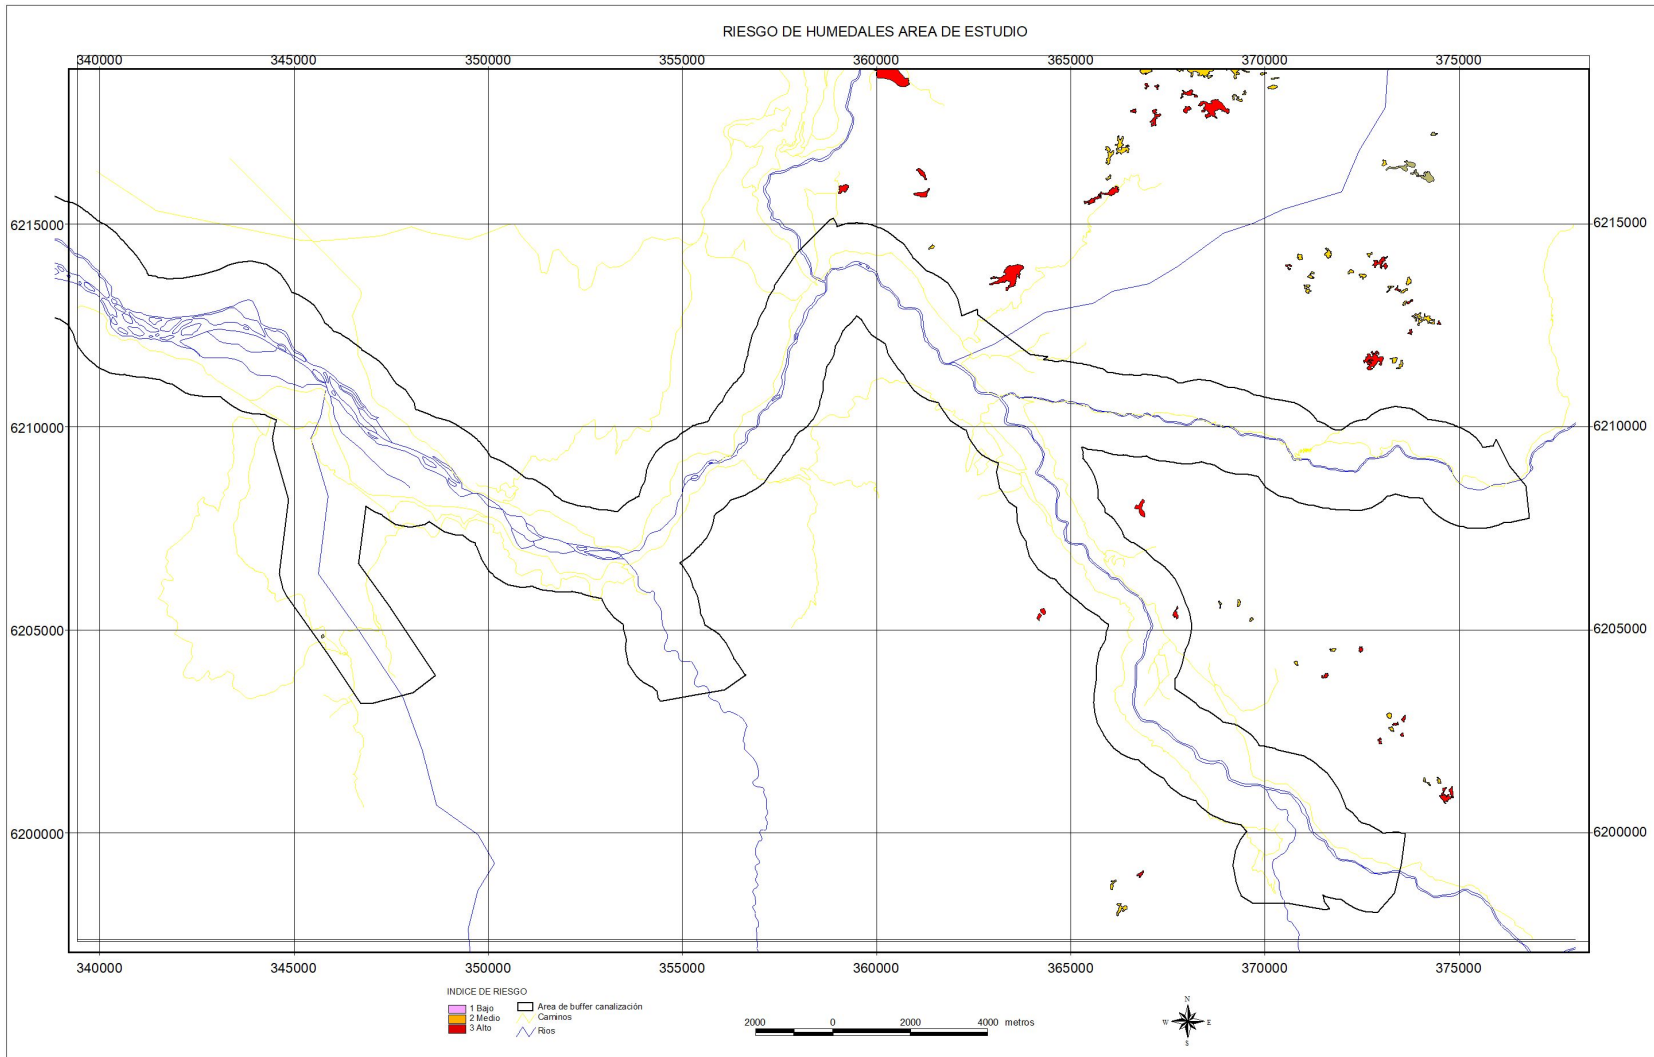 RIESGO DE HUMEDALES AREA DE ESTUDIO
340000 345000 350000 355000 360000 365000 370000 375000
6215000 6215000
6210000 6210000
6205000 6205000
6200000 6200000
340000 345000 350000 355000 360000 365000 370000 375000
INDICE DE RIESGO
1 Bajo
2 Medio
3 Alto
Area de buffer canalización
Caminos
Rios
2000 0 2000 4000 metros
N
W E
S